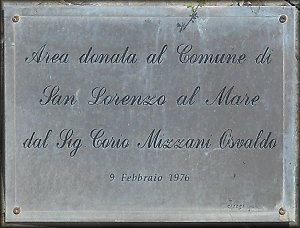 Area donata al Comune di
San Lorenzo al Mare
dal Sig. Corio Mizzani Osvaldo
9 Febbraio 1976